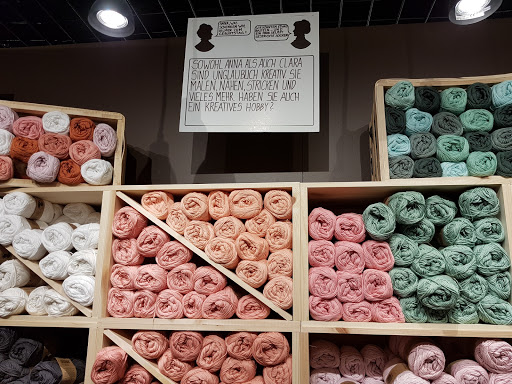 SOWOHL ANNA ALS AUCH CLARA
SIND UNGLAUBLICH KREATIV. SIE
MALEN, NÄHEN, STRICKEN UND
VIELES MEHR. HABEN SIE AUCH
EIN KREATIVES HOBBY?